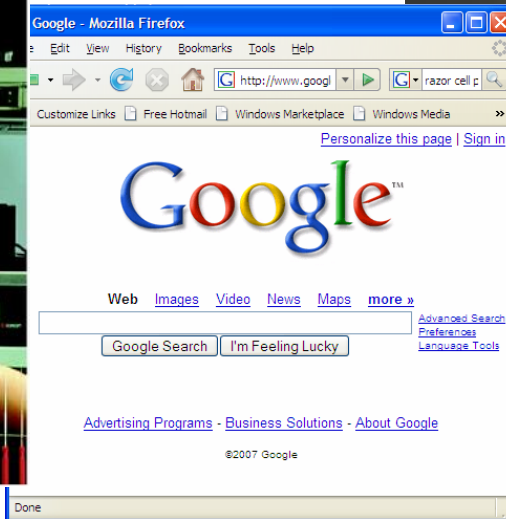 Google - Mozilla Firefox
Edit View History Bookmarks Tools Help
G http://www.googl G razor cell p
Customize Links Free Hotmail Windows Marketplace Windows Media »
Personalize this page | Sign in
Google™
Web Images Video News Maps more »
Advanced Search
Preferences
Language Tools
Google Search I'm Feeling Lucky
Advertising Programs - Business Solutions - About Google
©2007 Google
Done